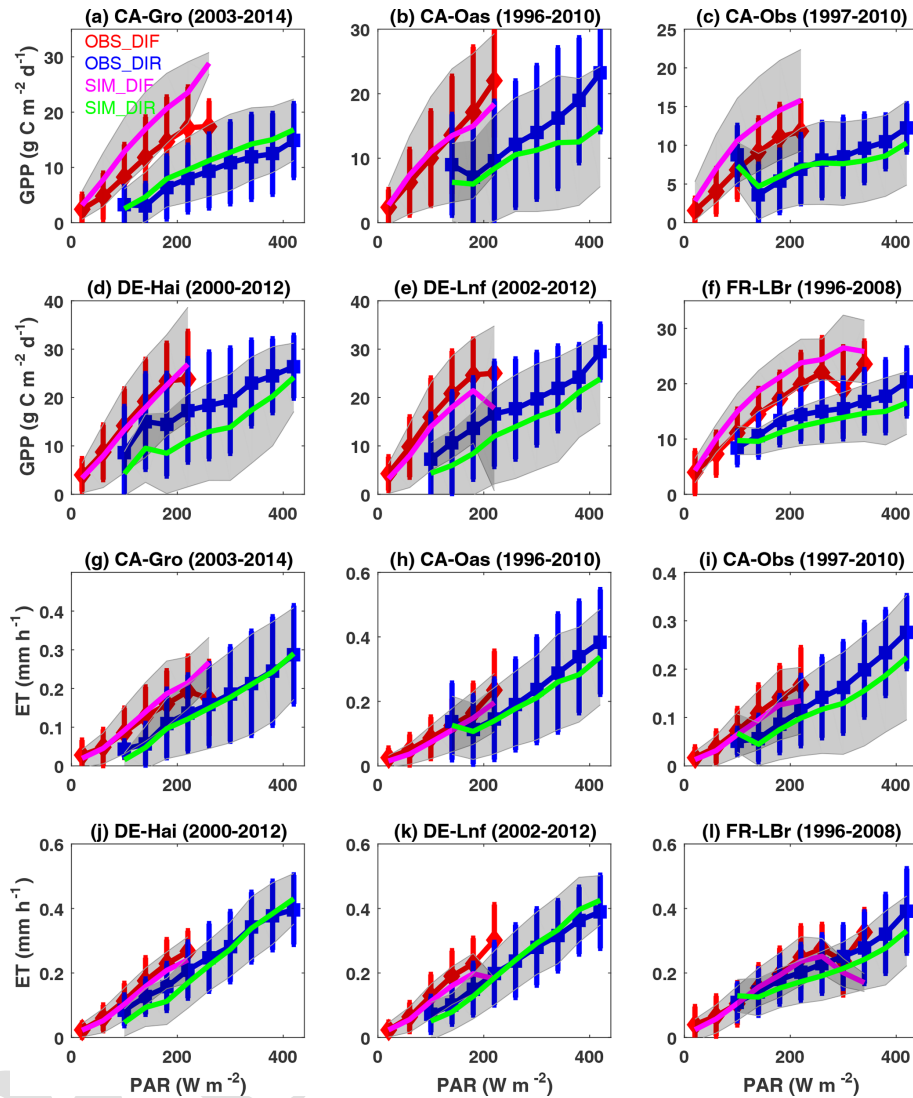 (a) CA-Gro (2003-2014)
(b) CA-Oas (1996-2010)
(c) CA-Obs (1997-2010)
OBS_DIF
OBS_DIR
SIM_DIF
SIM_DIR
GPP (g C m⁻² d⁻¹)
30
20
10
0
0 200 400
30
20
10
0
0 200 400
25
20
15
10
5
0
0 200 400
(d) DE-Hai (2000-2012)
(e) DE-Lnf (2002-2012)
(f) FR-LBr (1996-2008)
GPP (g C m⁻² d⁻¹)
40
30
20
10
0
0 200 400
40
30
20
10
0
0 200 400
30
20
10
0
0 200 400
(g) CA-Gro (2003-2014)
(h) CA-Oas (1996-2010)
(i) CA-Obs (1997-2010)
ET (mm h⁻¹)
0.4
0.3
0.2
0.1
0
0 200 400
0.6
0.4
0.2
0
0 200 400
0.4
0.3
0.2
0.1
0
0 200 400
(j) DE-Hai (2000-2012)
(k) DE-Lnf (2002-2012)
(l) FR-LBr (1996-2008)
ET (mm h⁻¹)
0.6
0.4
0.2
0
0 200 400
0.6
0.4
0.2
0
0 200 400
0.6
0.4
0.2
0
0 200 400
PAR (W m⁻²)
PAR (W m⁻²)
PAR (W m⁻²)